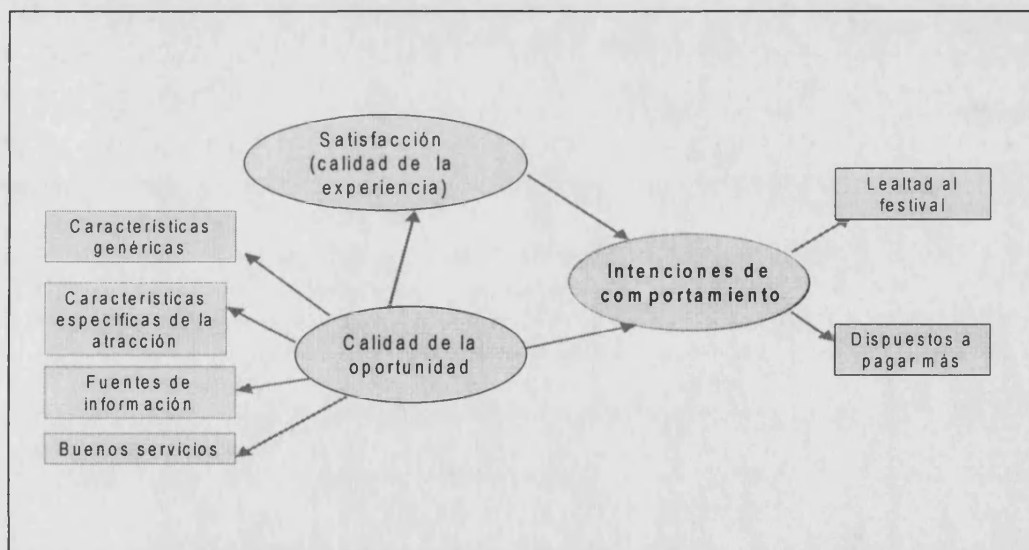 Satisfacción
(calidad de la
experiencia)
Lealtad al
festival
Características
genéricas
Intenciones de
comportamiento
Características
específicas de la
atracción
Calidad de la
oportunidad
Dispuestos a
pagar más
Fuentes de
información
Buenos servicios